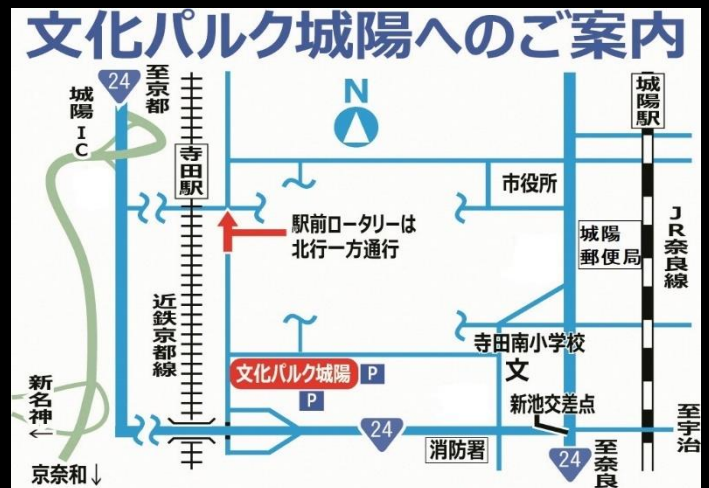 文化パルク城陽へのご案内
24
至京都
城陽IC
寺田駅
N
城陽駅
市役所
駅前ロータリーは
北行一方通行
城陽
郵便局
JR奈良線
近鉄京都線
寺田南小学校
文
文化パルク城陽
P
P
新池交差点
新名神
←
24
消防署
至宇治
24
至奈良
京奈和↓